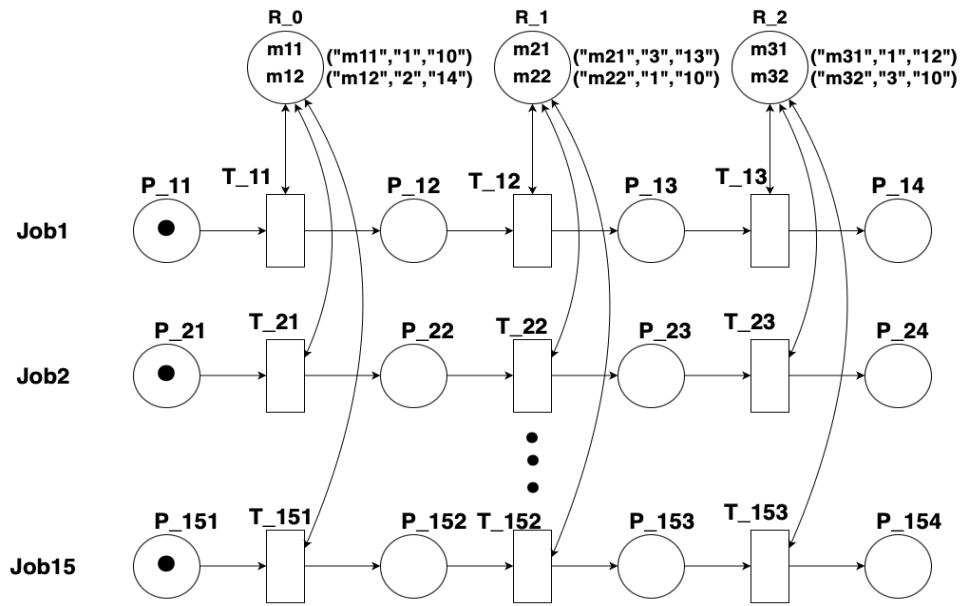 R_0 R_1 R_2
m11 ("m11","1","10") m21 ("m21","3","13") m31 ("m31","1","12")
m12 ("m12","2","14") m22 ("m22","1","10") m32 ("m32","3","10")
P_11 T_11 P_12 T_12 P_13 T_13 P_14
Job1
P_21 T_21 P_22 T_22 P_23 T_23 P_24
Job2
P_151 T_151 P_152 T_152 P_153 T_153 P_154
Job15